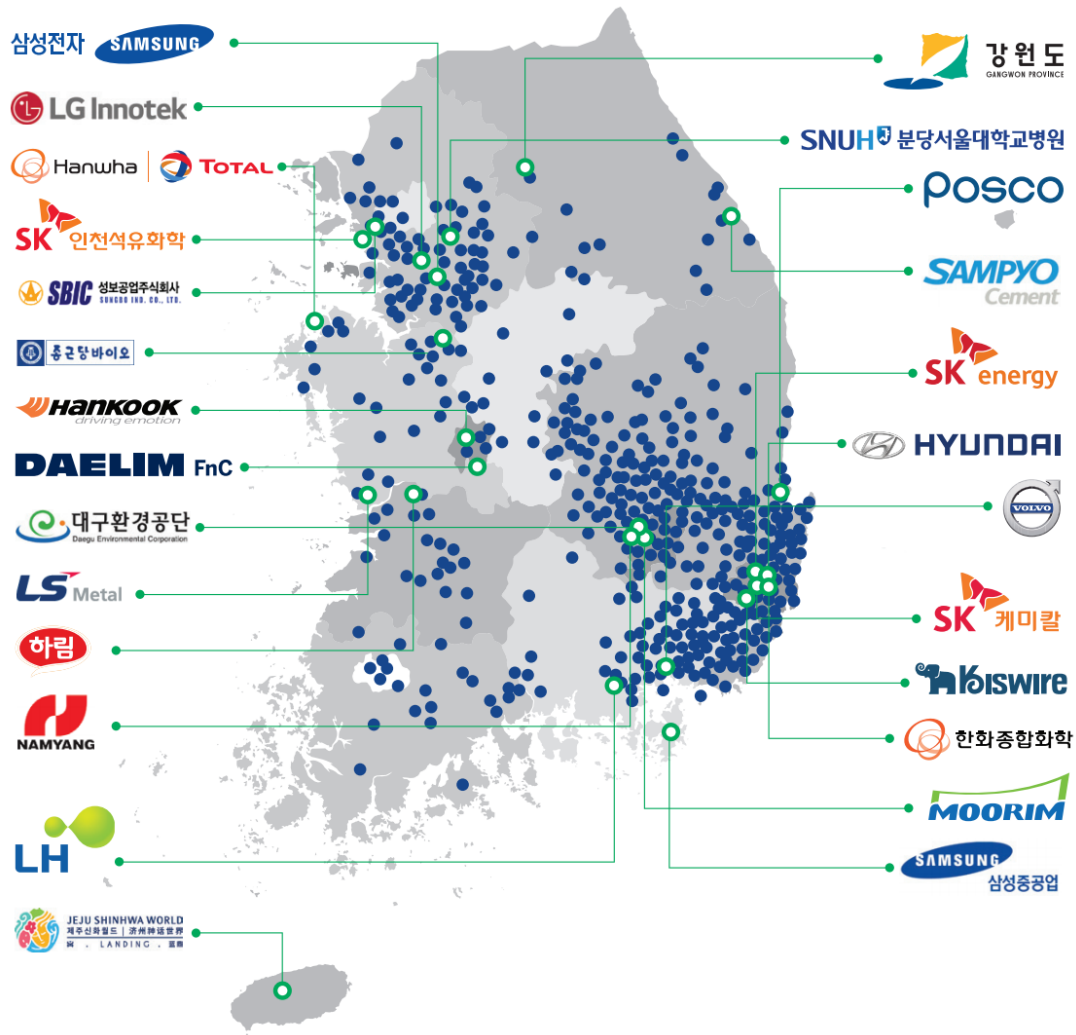 삼성전자 SAMSUNG
LG Innotek
Hanwha TOTAL
SK 인천석유화학
SBIC 성보공업주식회사
SUNGBO IND. CO., LTD.
종근당바이오
HANKOOK
driving emotion
DAELIM FnC
대구환경공단
Daegu Environmental Corporation
LS Metal
하림
NAMYANG
LH
JEJU SHINHWA WORLD
제주신화월드 | 济州神话世界
LANDING
강원도
GANGWON PROVINCE
SNUH 분당서울대학교병원
posco
SAMPYO
Cement
SK energy
HYUNDAI
VOLVO
SK 케미칼
KISWIRE
한화종합화학
MOORIM
SAMSUNG
삼성중공업